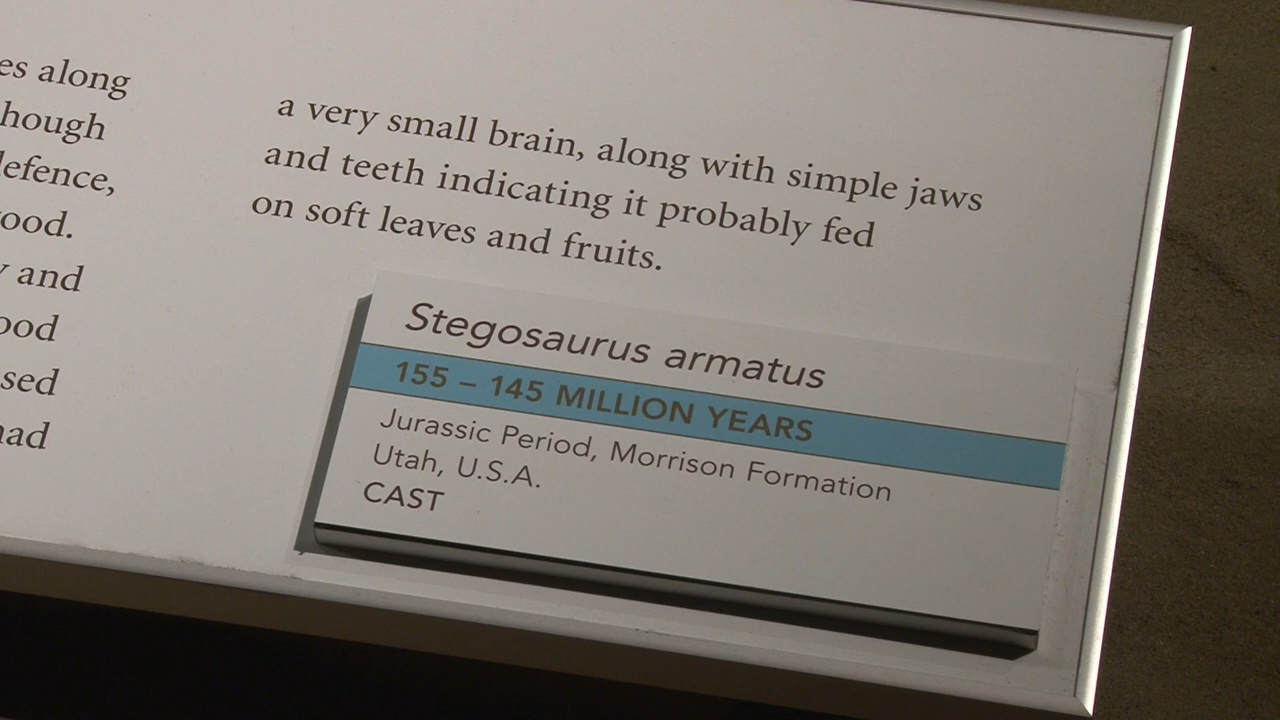 es along
hough
efence,
ood.
and
ood
sed
ad
a very small brain, along with simple jaws
and teeth indicating it probably fed
on soft leaves and fruits.
Stegosaurus armatus
155 – 145 MILLION YEARS
Jurassic Period, Morrison Formation
Utah, U.S.A.
CAST